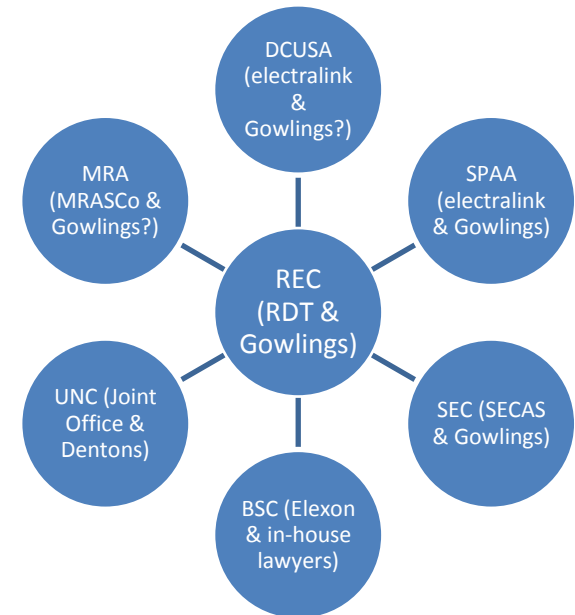 DCUSA
(electralink
&
Gowlings?)
MRA
(MRASCo &
Gowlings?)
SPAA
(electralink
& Gowlings)
REC
(RDT &
Gowlings)
UNC (Joint
Office &
Dentons)
SEC (SECAS
& Gowlings)
BSC (Elexon
& in-house
lawyers)